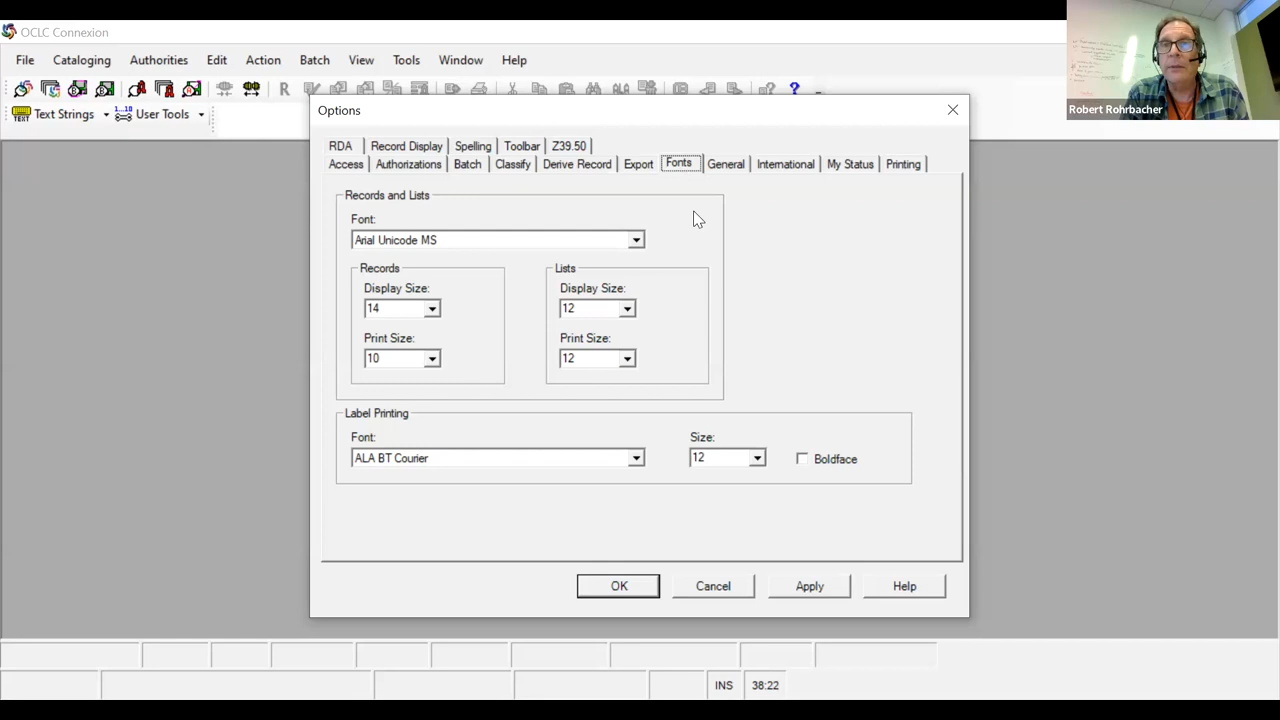 OCLC Connexion
File Cataloging Authorities Edit Action Batch View Tools Window Help
R ALA ?
TEXT Text Strings User Tools
Robert Rohrbacher
Options
RDA Record Display Spelling Toolbar Z39.50
Access Authorizations Batch Classify Derive Record Export Fonts General International My Status Printing
Records and Lists
Font:
Arial Unicode MS
Records Lists
Display Size: Display Size:
14 12
Print Size: Print Size:
10 12
Label Printing
Font: Size:
ALA BT Courier 12 Boldface
OK Cancel Apply Help
INS 38:22